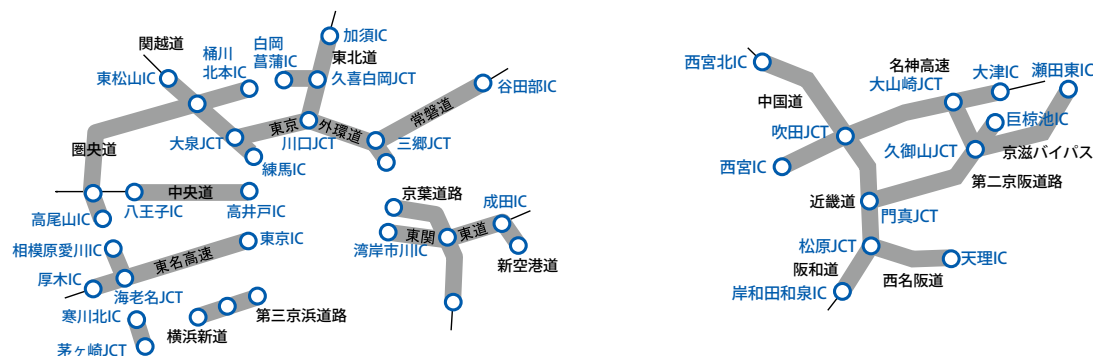 関越道
桶川
北本IC
東松山IC
白岡
菖蒲IC
加須IC
東北道
久喜白岡JCT
谷田部IC
常磐道
東京
外環道
大泉JCT
川口JCT
三郷JCT
練馬IC
圏央道
中央道
高尾山IC
八王子IC
高井戸IC
京葉道路
成田IC
東関
東道
湾岸市川IC
新空港道
相模原愛川IC
東京IC
東名高速
厚木IC
海老名JCT
寒川北IC
茅ヶ崎JCT
横浜新道
第三京浜道路
西宮北IC
名神高速
大津IC
瀬田東IC
大山崎JCT
中国道
巨椋池IC
吹田JCT
久御山JCT
京滋バイパス
西宮IC
第二京阪道路
近畿道
門真JCT
松原JCT
阪和道
天理IC
西名阪道
岸和田和泉IC